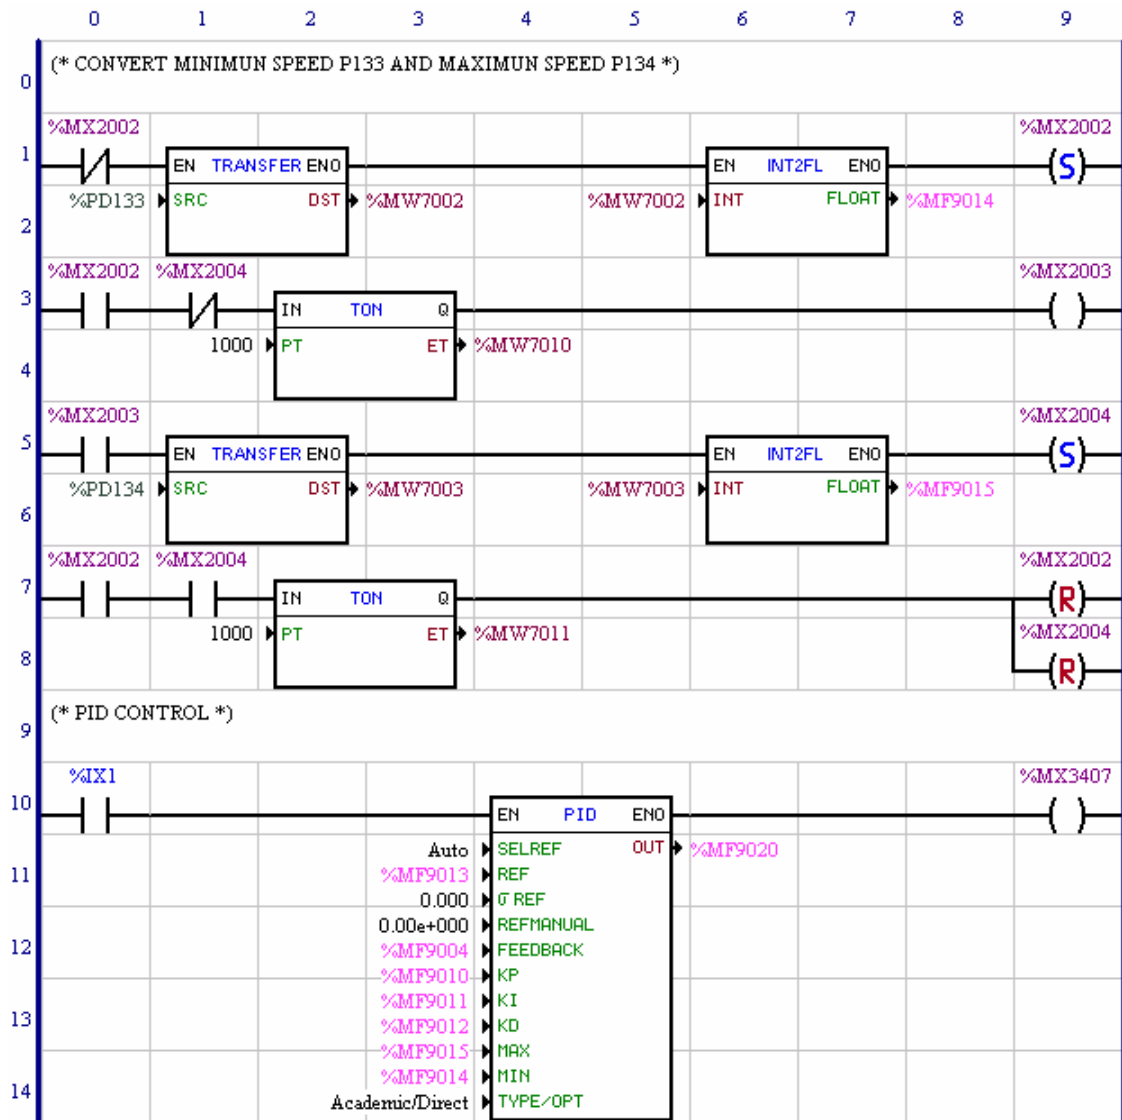 0 1 2 3 4 5 6 7 8 9
0 (* CONVERT MINIMUN SPEED P133 AND MAXIMUN SPEED P134 *)
%MX2002 %MX2002
1 EN TRANSFER ENO EN INT2FL ENO (S)
%PD133 SRC DST %MW7002 %MW7002 INT FLOAT %MF9014
2
%MX2002 %MX2004 %MX2003
3 IN TON Q ( )
1000 PT ET %MW7010
4
%MX2003 %MX2004
5 EN TRANSFER ENO EN INT2FL ENO (S)
%PD134 SRC DST %MW7003 %MW7003 INT FLOAT %MF9015
6
%MX2002 %MX2004 %MX2002
7 IN TON Q (R)
1000 PT ET %MW7011 %MX2004
8 (R)
(* PID CONTROL *)
9
%IX1 %MX3407
10 EN PID ENO ( )
Auto SELREF OUT %MF9020
11 %MF9013 REF
0.000 σ REF
0.00e+000 REFMANUAL
12 %MF9004 FEEDBACK
%MF9010 KP
%MF9011 KI
13 %MF9012 KD
%MF9015 MAX
%MF9014 MIN
14 Academic/Direct TYPE/OPT